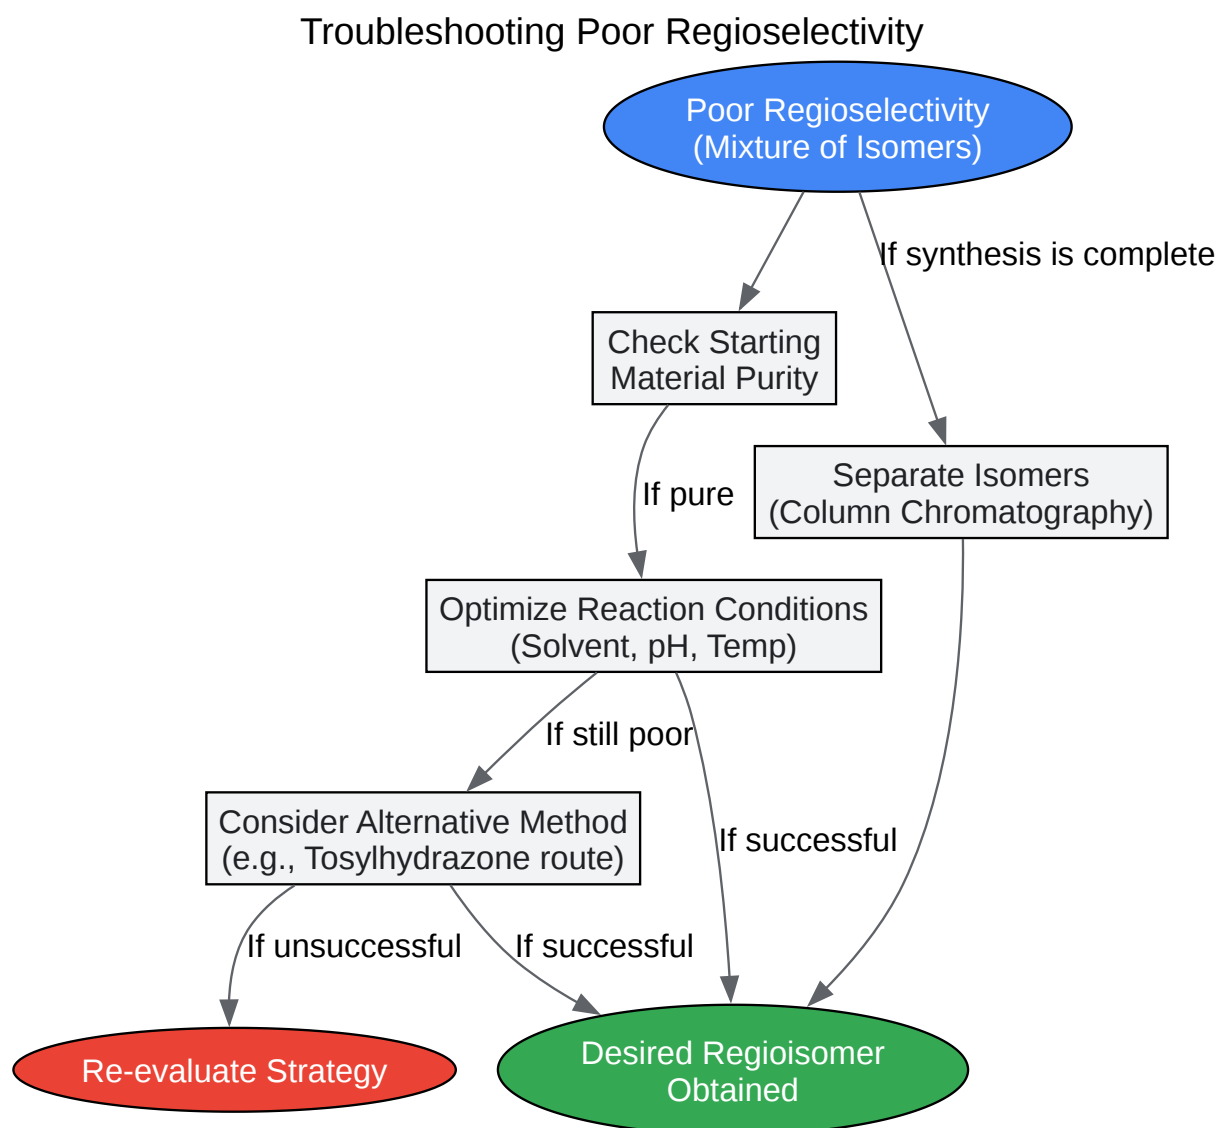 Troubleshooting Poor Regioselectivity
Poor Regioselectivity
(Mixture of Isomers)
If synthesis is complete
Check Starting
Material Purity
If pure
Separate Isomers
(Column Chromatography)
Optimize Reaction Conditions
(Solvent, pH, Temp)
If still poor
Consider Alternative Method
(e.g., Tosylhydrazone route)
If successful
If unsuccessful
If successful
Re-evaluate Strategy
Desired Regioisomer
Obtained